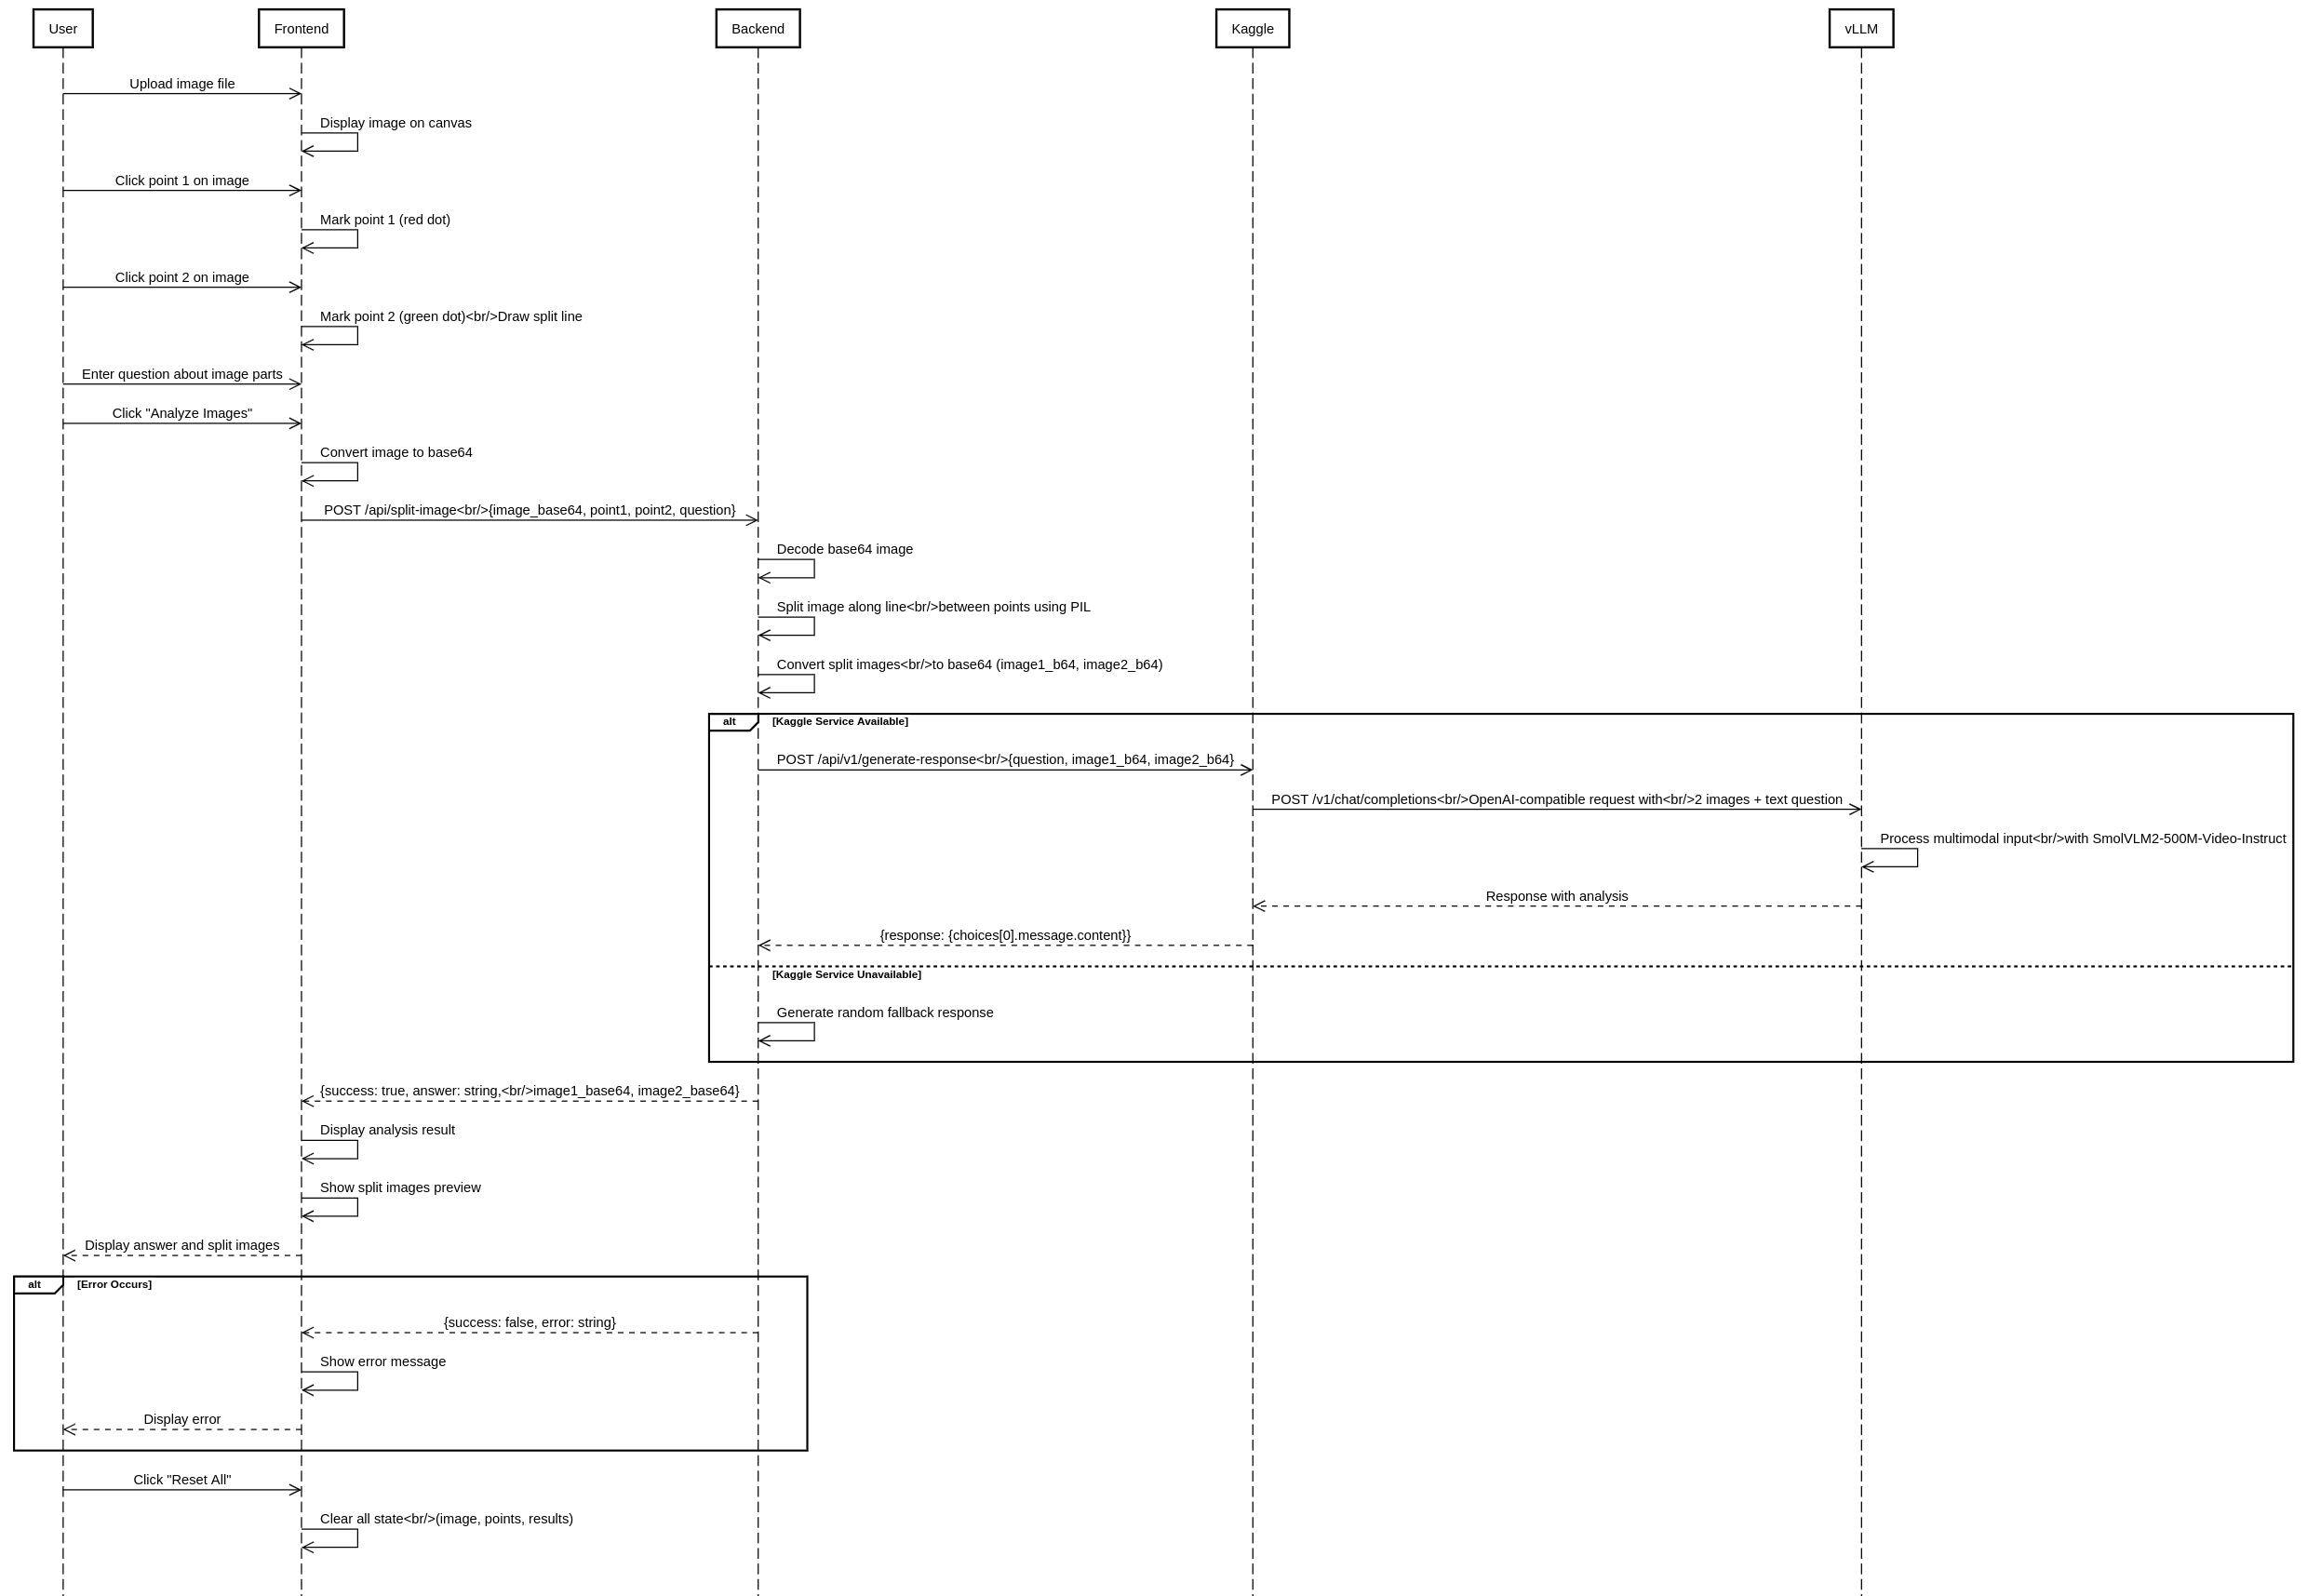 User
Frontend
Backend
Kaggle
vLLM
Upload image file
Display image on canvas
Click point 1 on image
Mark point 1 (red dot)
Click point 2 on image
Mark point 2 (green dot)<br/>Draw split line
Enter question about image parts
Click "Analyze Images"
Convert image to base64
POST /api/split-image<br/>{image_base64, point1, point2, question}
Decode base64 image
Split image along line<br/>between points using PIL
Convert split images<br/>to base64 (image1_b64, image2_b64)
alt
[Kaggle Service Available]
POST /api/v1/generate-response<br/>{question, image1_b64, image2_b64}
POST /v1/chat/completions<br/>OpenAI-compatible request with<br/>2 images + text question
Process multimodal input<br/>with SmolVLM2-500M-Video-Instruct
Response with analysis
{response: {choices[0].message.content}}
[Kaggle Service Unavailable]
Generate random fallback response
{success: true, answer: string,<br/>image1_base64, image2_base64}
Display analysis result
Show split images preview
Display answer and split images
alt
[Error Occurs]
{success: false, error: string}
Show error message
Display error
Click "Reset All"
Clear all state<br/>(image, points, results)